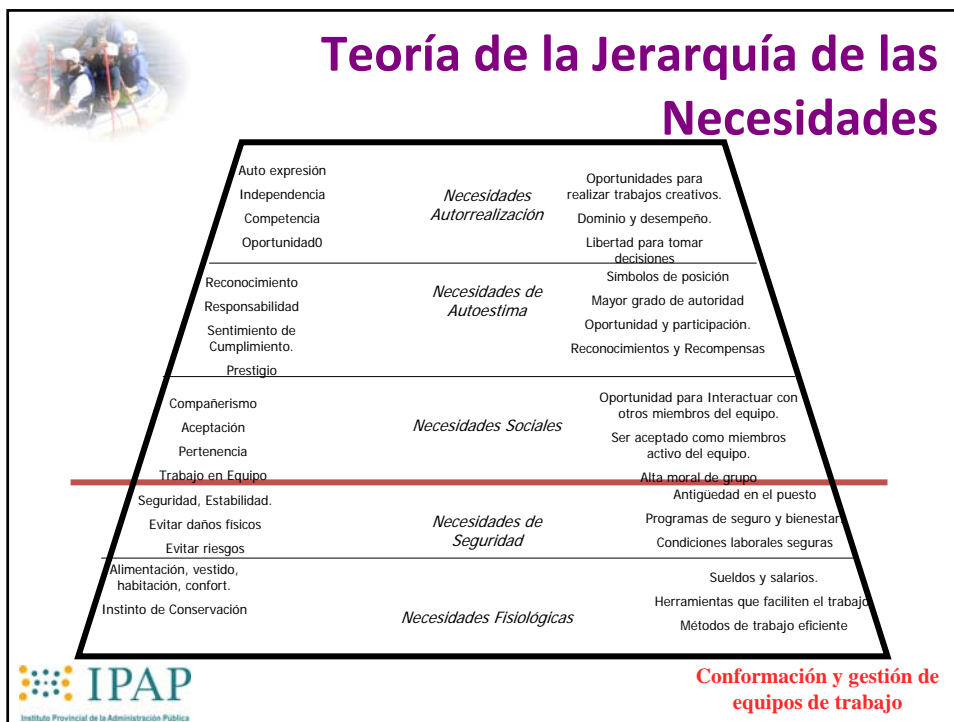 Teoría de la Jerarquía de las
Necesidades
Auto expresión
Independencia
Competencia
Oportunidad0
Necesidades
Autorrealización
Oportunidades para
realizar trabajos creativos.
Dominio y desempeño.
Libertad para tomar
decisiones
Reconocimiento
Responsabilidad
Sentimiento de
Cumplimiento.
Prestigio
Necesidades de
Autoestima
Símbolos de posición
Mayor grado de autoridad
Oportunidad y participación.
Reconocimientos y Recompensas
Compañerismo
Aceptación
Pertenencia
Trabajo en Equipo
Necesidades Sociales
Oportunidad para Interactuar con
otros miembros del equipo.
Ser aceptado como miembros
activo del equipo.
Alta moral de grupo
Seguridad, Estabilidad.
Evitar daños físicos
Evitar riesgos
Necesidades de
Seguridad
Antigüedad en el puesto
Programas de seguro y bienestar.
Condiciones laborales seguras
Alimentación, vestido,
habitación, confort.
Instinto de Conservación
Necesidades Fisiológicas
Sueldos y salarios.
Herramientas que faciliten el trabajo
Métodos de trabajo eficiente
IPAP
Instituto Provincial de la Administración Pública
Conformación y gestión de
equipos de trabajo